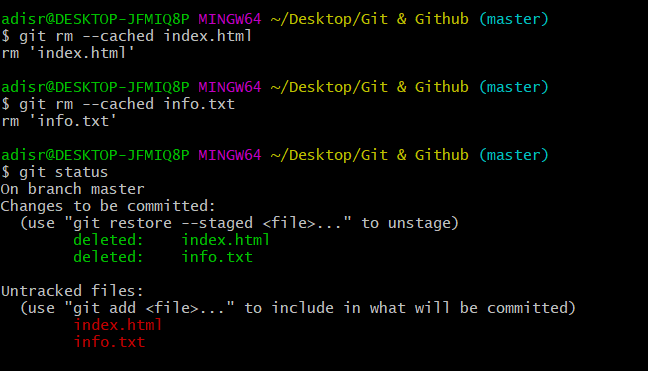 adisr@DESKTOP-JFMIQ8P MINGW64 ~/Desktop/Git & Github (master)
$ git rm --cached index.html
rm 'index.html'

adisr@DESKTOP-JFMIQ8P MINGW64 ~/Desktop/Git & Github (master)
$ git rm --cached info.txt
rm 'info.txt'

adisr@DESKTOP-JFMIQ8P MINGW64 ~/Desktop/Git & Github (master)
$ git status
On branch master
Changes to be committed:
  (use "git restore --staged <file>..." to unstage)
        deleted:    index.html
        deleted:    info.txt

Untracked files:
  (use "git add <file>..." to include in what will be committed)
        index.html
        info.txt